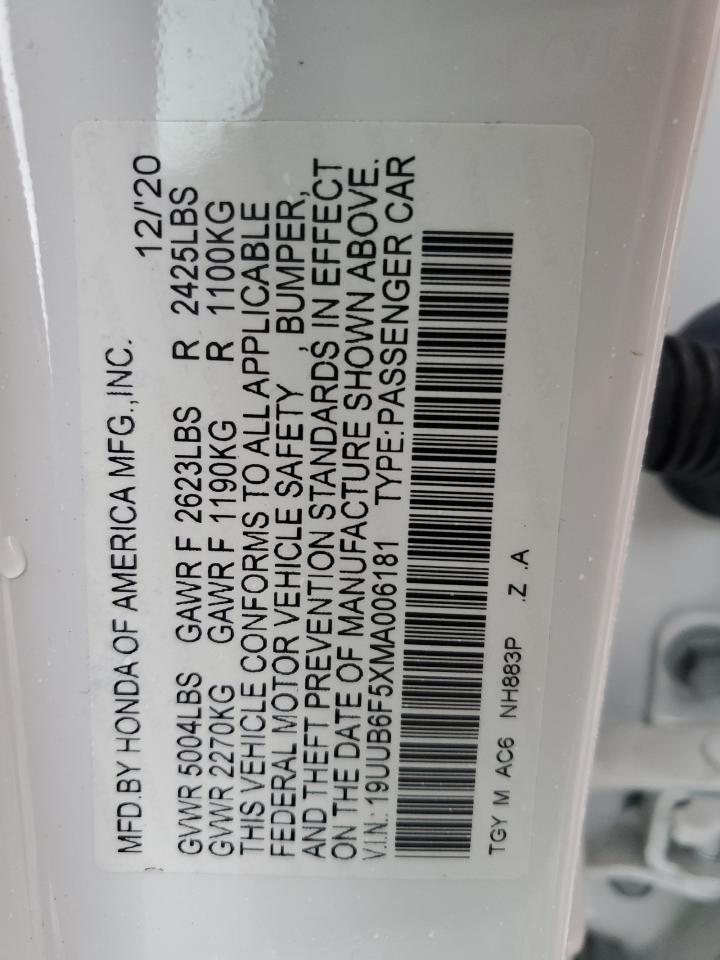 MFD.BY HONDA OF AMERICA MFG.,INC. 12/'20
GVWR 5004LBS GAWR F 2623LBS R 2425LBS
GVWR 2270KG GAWR F 1190KG R 1100KG
THIS VEHICLE CONFORMS TO ALL APPLICABLE
FEDERAL MOTOR VEHICLE SAFETY , BUMPER,
AND THEFT PREVENTION STANDARDS, IN EFFECT
ON THE DATE OF MANUFACTURE SHOWN ABOVE.
V.I.N.: 19UUB6F5XMA006181 TYPE:PASSENGER CAR
TGY M AC6 NH883P .Z .A